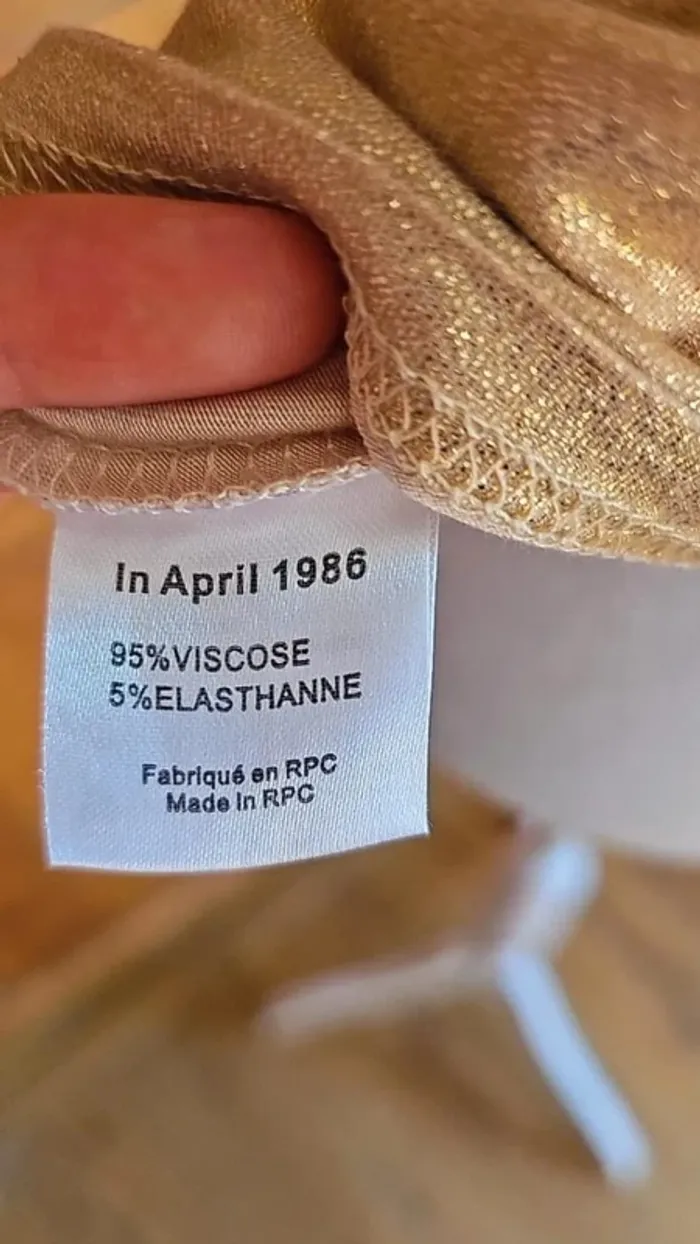 In April 1986
95%VISCOSE
5%ELASTHANNE
Fabriqué en RPC
Made In RPC